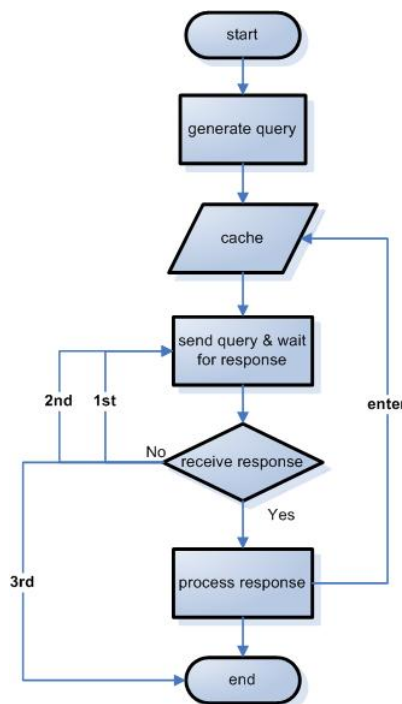 start
generate query
cache
send query & wait
for response
2nd
1st
enter
No
receive response
Yes
3rd
process response
end